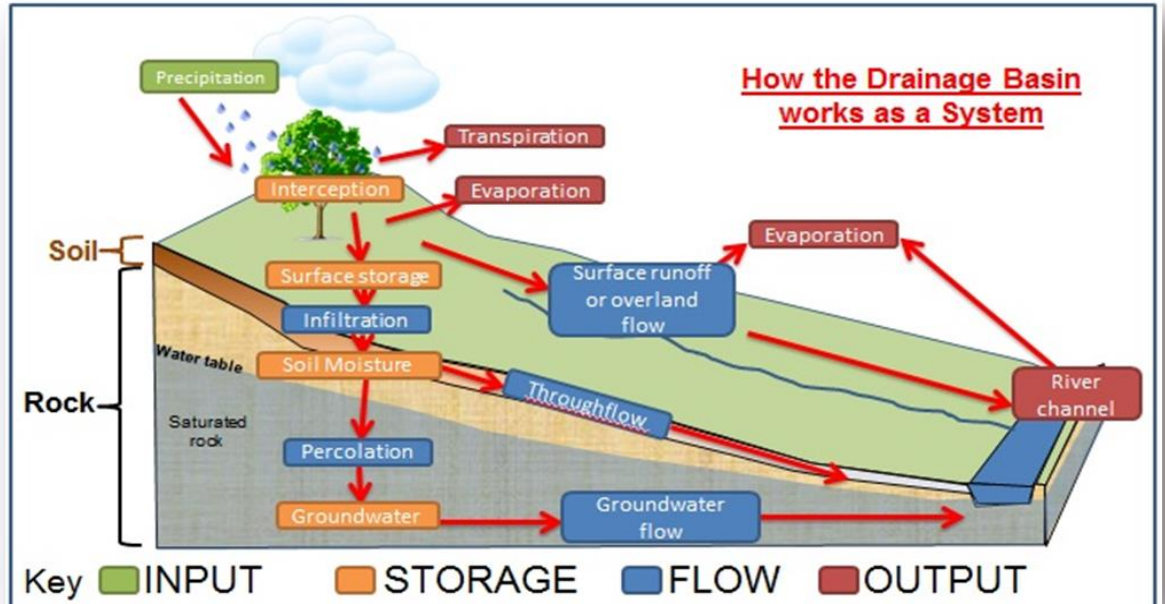 Precipitation
How the Drainage Basin
works as a System
Transpiration
Interception
Evaporation
Evaporation
Soil
Surface storage
Surface runoff
or overland
flow
Infiltration
Water table
Soil Moisture
Throughflow
River
channel
Rock
Saturated
rock
Percolation
Groundwater
Groundwater
flow
Key INPUT STORAGE FLOW OUTPUT